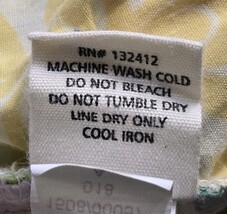 RN# 132412
MACHINE WASH COLD
DO NOT BLEACH
DO NOT TUMBLE DRY
LINE DRY ONLY
COOL IRON